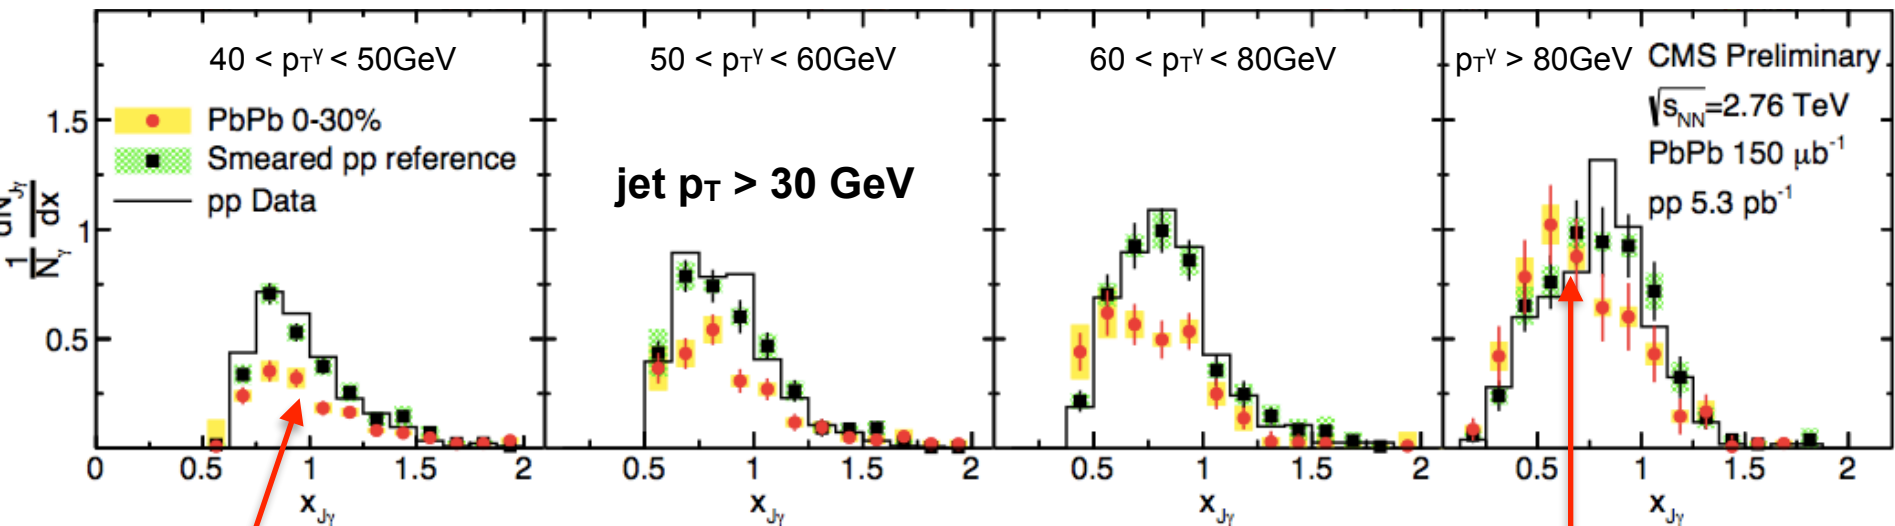 40 < pTγ < 50GeV
50 < pTγ < 60GeV
60 < pTγ < 80GeV
pTγ > 80GeV
CMS Preliminary
√sNN=2.76 TeV
PbPb 150 μb-1
pp 5.3 pb-1
PbPb 0-30%
Smeared pp reference
pp Data
jet pT > 30 GeV
1/Nγ dNJγ/dx
1.5
1
0.5
0 0.5 1 1.5 2
0.5 1 1.5 2
0.5 1 1.5 2
0.5 1 1.5 2
xJγ
xJγ
xJγ
xJγ